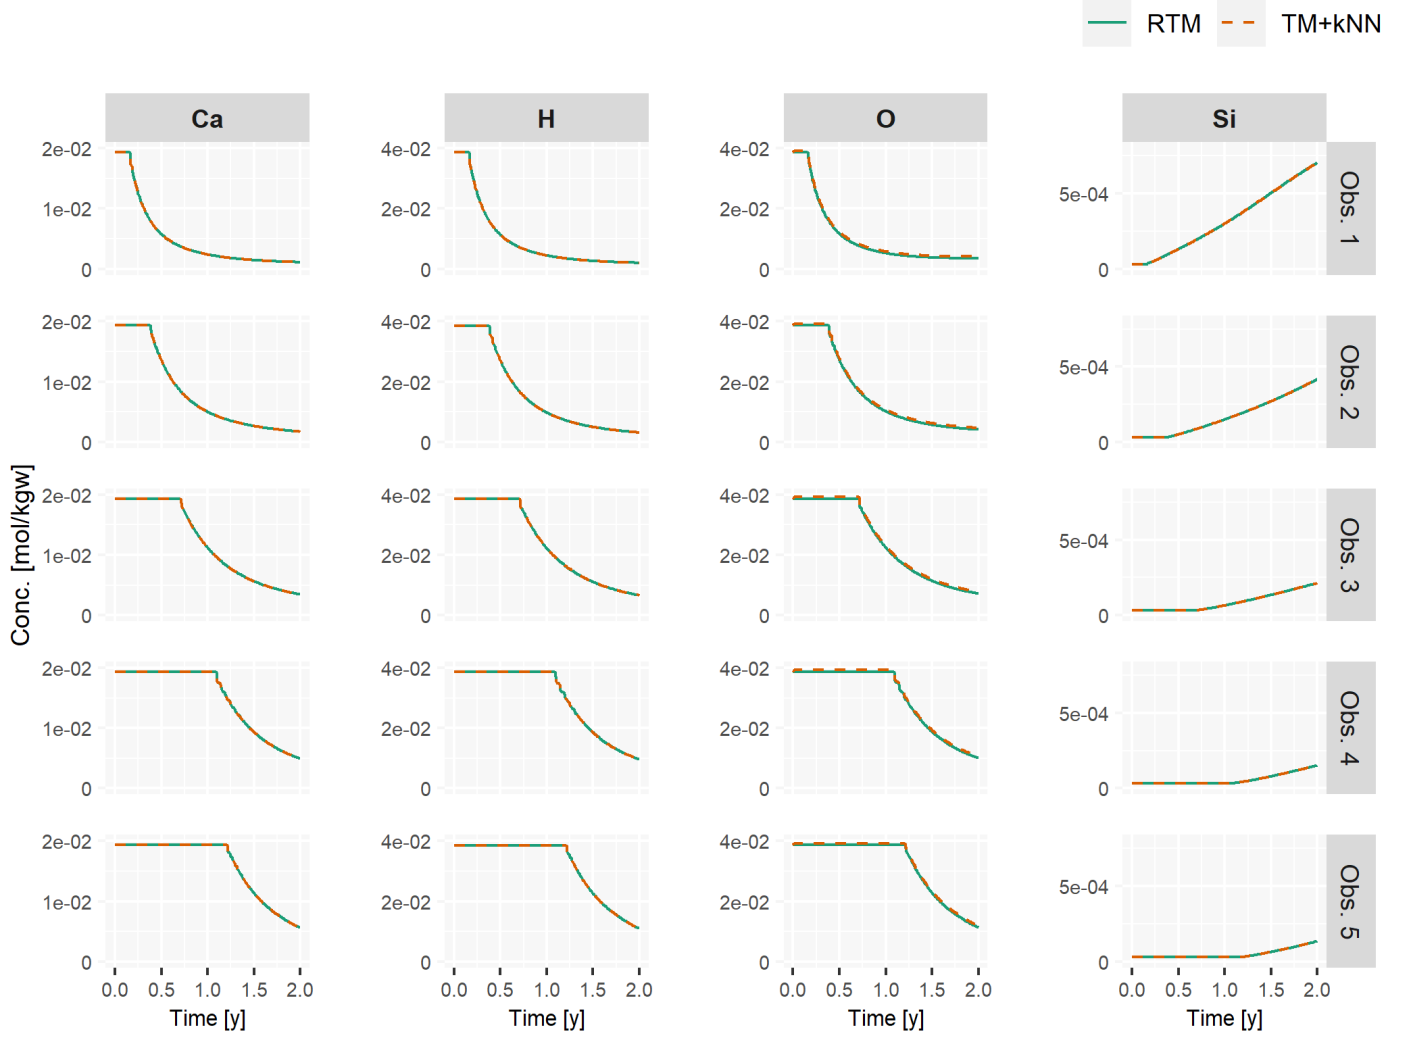 RTM TM+kNN
Ca H O Si
2e-02 4e-02 4e-02
1e-02 2e-02 2e-02 5e-04
0 0 0 0
Obs. 1
2e-02 4e-02 4e-02
1e-02 2e-02 2e-02 5e-04
0 0 0 0
Obs. 2
2e-02 4e-02 4e-02
1e-02 2e-02 2e-02 5e-04
0 0 0 0
Obs. 3
2e-02 4e-02 4e-02
1e-02 2e-02 2e-02 5e-04
0 0 0 0
Obs. 4
2e-02 4e-02 4e-02
1e-02 2e-02 2e-02 5e-04
0 0 0 0
Obs. 5
Conc. [mol/kgw]
0.0 0.5 1.0 1.5 2.0 0.0 0.5 1.0 1.5 2.0 0.0 0.5 1.0 1.5 2.0 0.0 0.5 1.0 1.5 2.0
Time [y] Time [y] Time [y] Time [y]